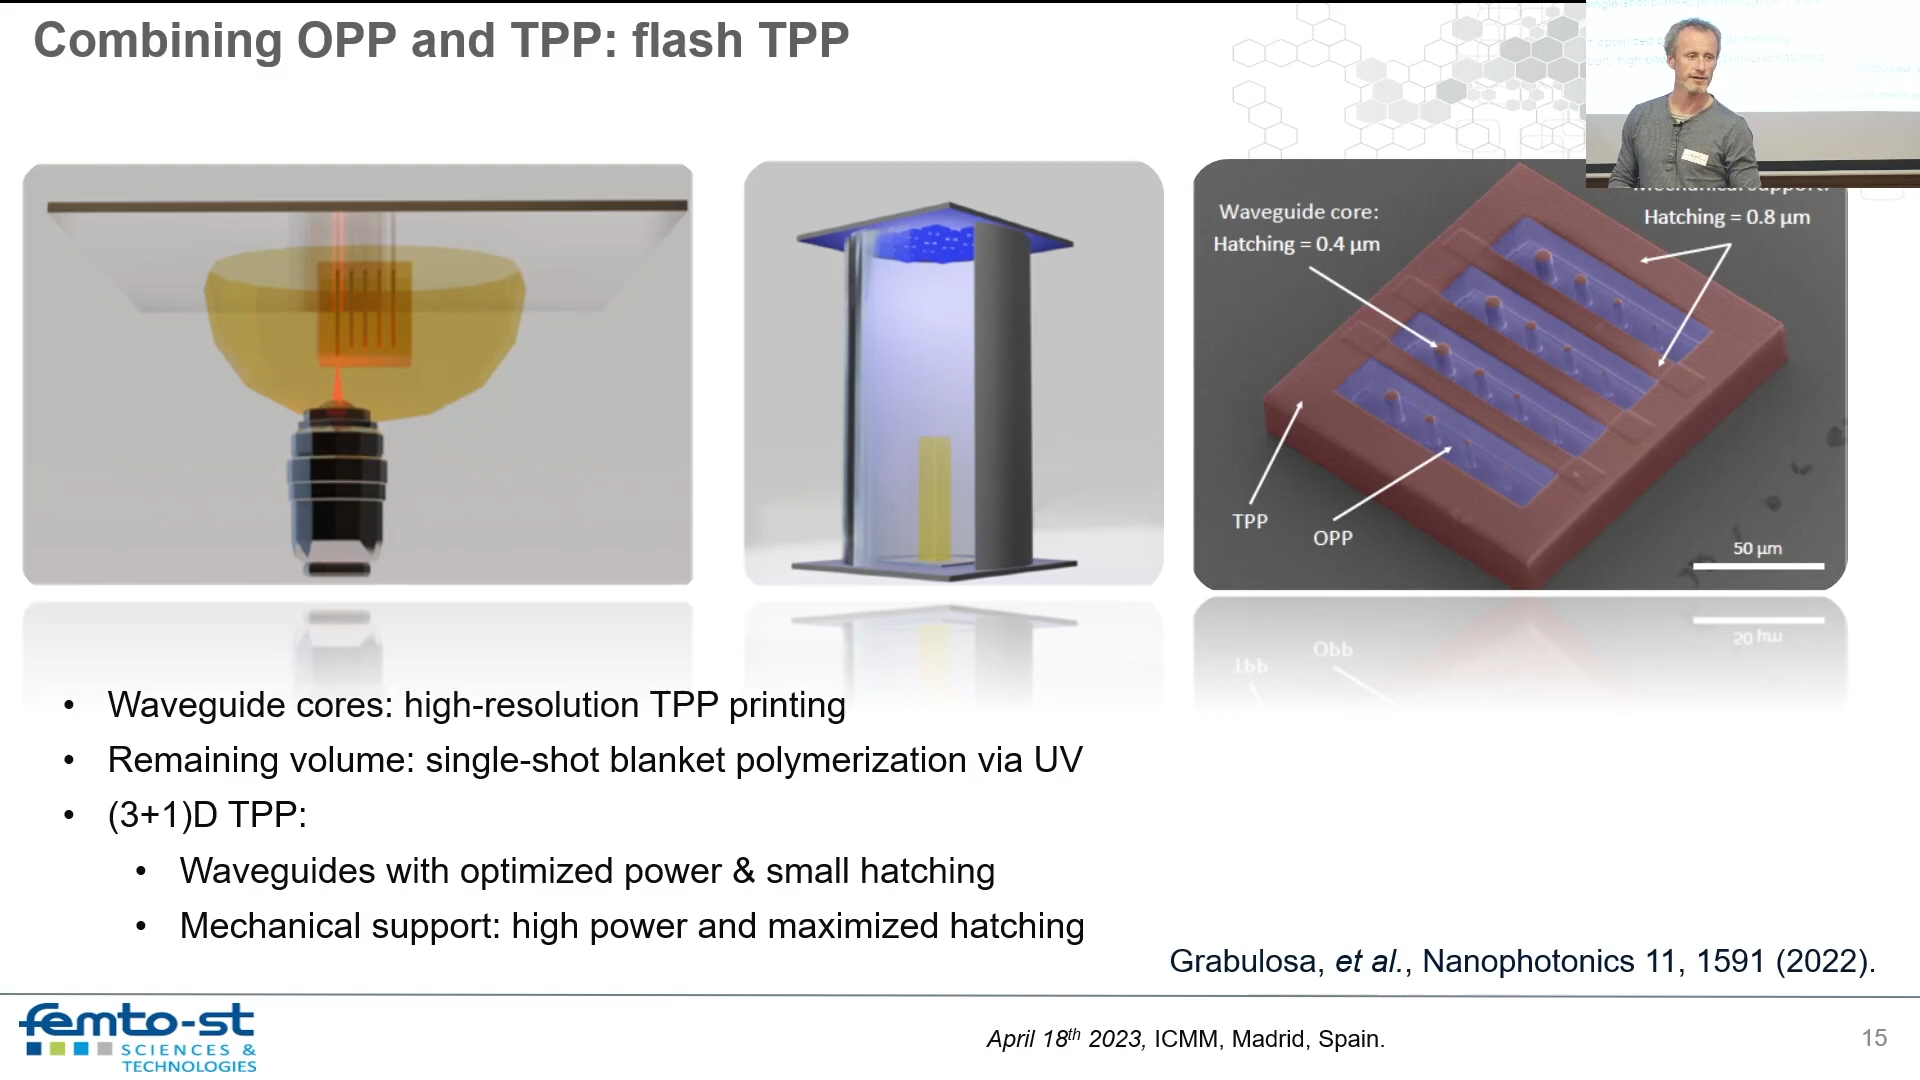 Combining OPP and TPP: flash TPP
Waveguide core:
Hatching = 0.4 µm
Mechanical support:
Hatching = 0.8 µm
TPP
OPP
50 µm
• Waveguide cores: high-resolution TPP printing
• Remaining volume: single-shot blanket polymerization via UV
• (3+1)D TPP:
• Waveguides with optimized power & small hatching
• Mechanical support: high power and maximized hatching
Grabulosa, et al., Nanophotonics 11, 1591 (2022).
femto-st
SCIENCES &
TECHNOLOGIES
April 18th 2023, ICMM, Madrid, Spain.
15